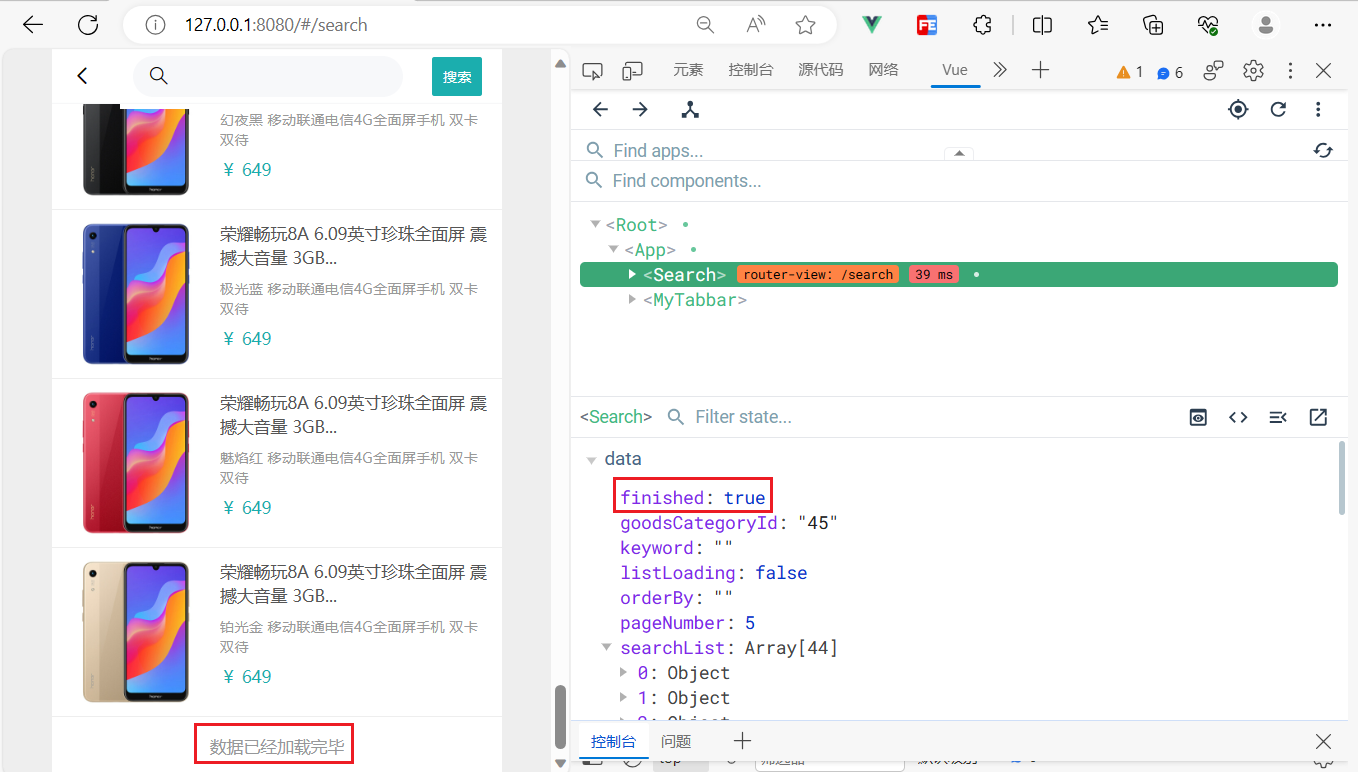 127.0.0.1:8080/#/search
搜索
幻夜黑 移动联通电信4G全面屏手机 双卡
双待
¥ 649
荣耀畅玩8A 6.09英寸珍珠全面屏 震
撼大音量 3GB...
极光蓝 移动联通电信4G全面屏手机 双卡
双待
¥ 649
荣耀畅玩8A 6.09英寸珍珠全面屏 震
撼大音量 3GB...
魅焰红 移动联通电信4G全面屏手机 双卡
双待
¥ 649
荣耀畅玩8A 6.09英寸珍珠全面屏 震
撼大音量 3GB...
铂光金 移动联通电信4G全面屏手机 双卡
双待
¥ 649
数据已经加载完毕
元素 控制台 源代码 网络 Vue 1 6
Find apps...
Find components...
<Root>
<App>
<Search> router-view: /search 39 ms
<MyTabbar>
<Search> Filter state...
data
finished: true
goodsCategoryId: "45"
keyword: ""
listLoading: false
orderBy: ""
pageNumber: 5
searchList: Array[44]
0: Object
1: Object
2: Object
控制台 问题
top